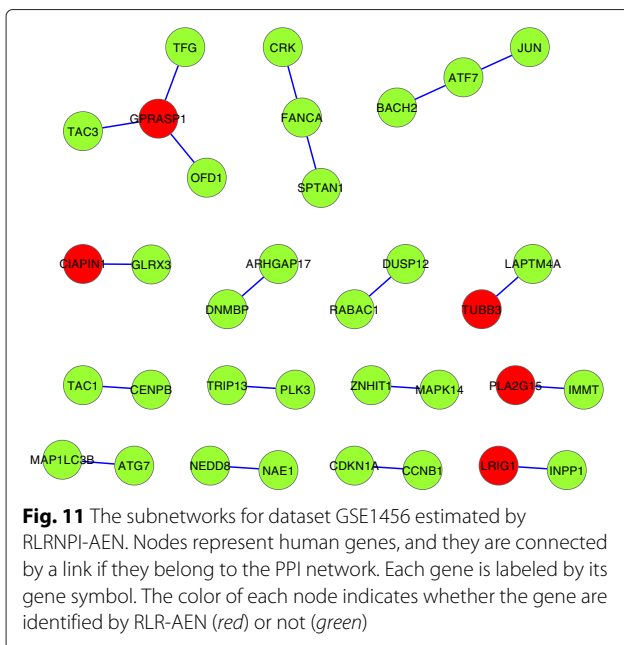 TFG
CRK
JUN
ATF7
BACH2
GPRASP1
FANCA
TAC3
OFD1
SPTAN1
CIAPIN1
GLRX3
ARHGAP17
DUSP12
LAPTM4A
DNMBP
RABAC1
TUBB3
TAC1
CENPB
TRIP13
PLK3
ZNHIT1
MAPK14
PLA2G15
IMMT
MAP1LC3B
ATG7
NEDD8
NAE1
CDKN1A
CCNB1
LRIG1
INPP1
Fig. 11 The subnetworks for dataset GSE1456 estimated by
RLRNPI-AEN. Nodes represent human genes, and they are connected
by a link if they belong to the PPI network. Each gene is labeled by its
gene symbol. The color of each node indicates whether the gene are
identified by RLR-AEN (red) or not (green)